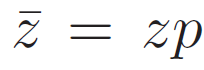 z̄ = zp